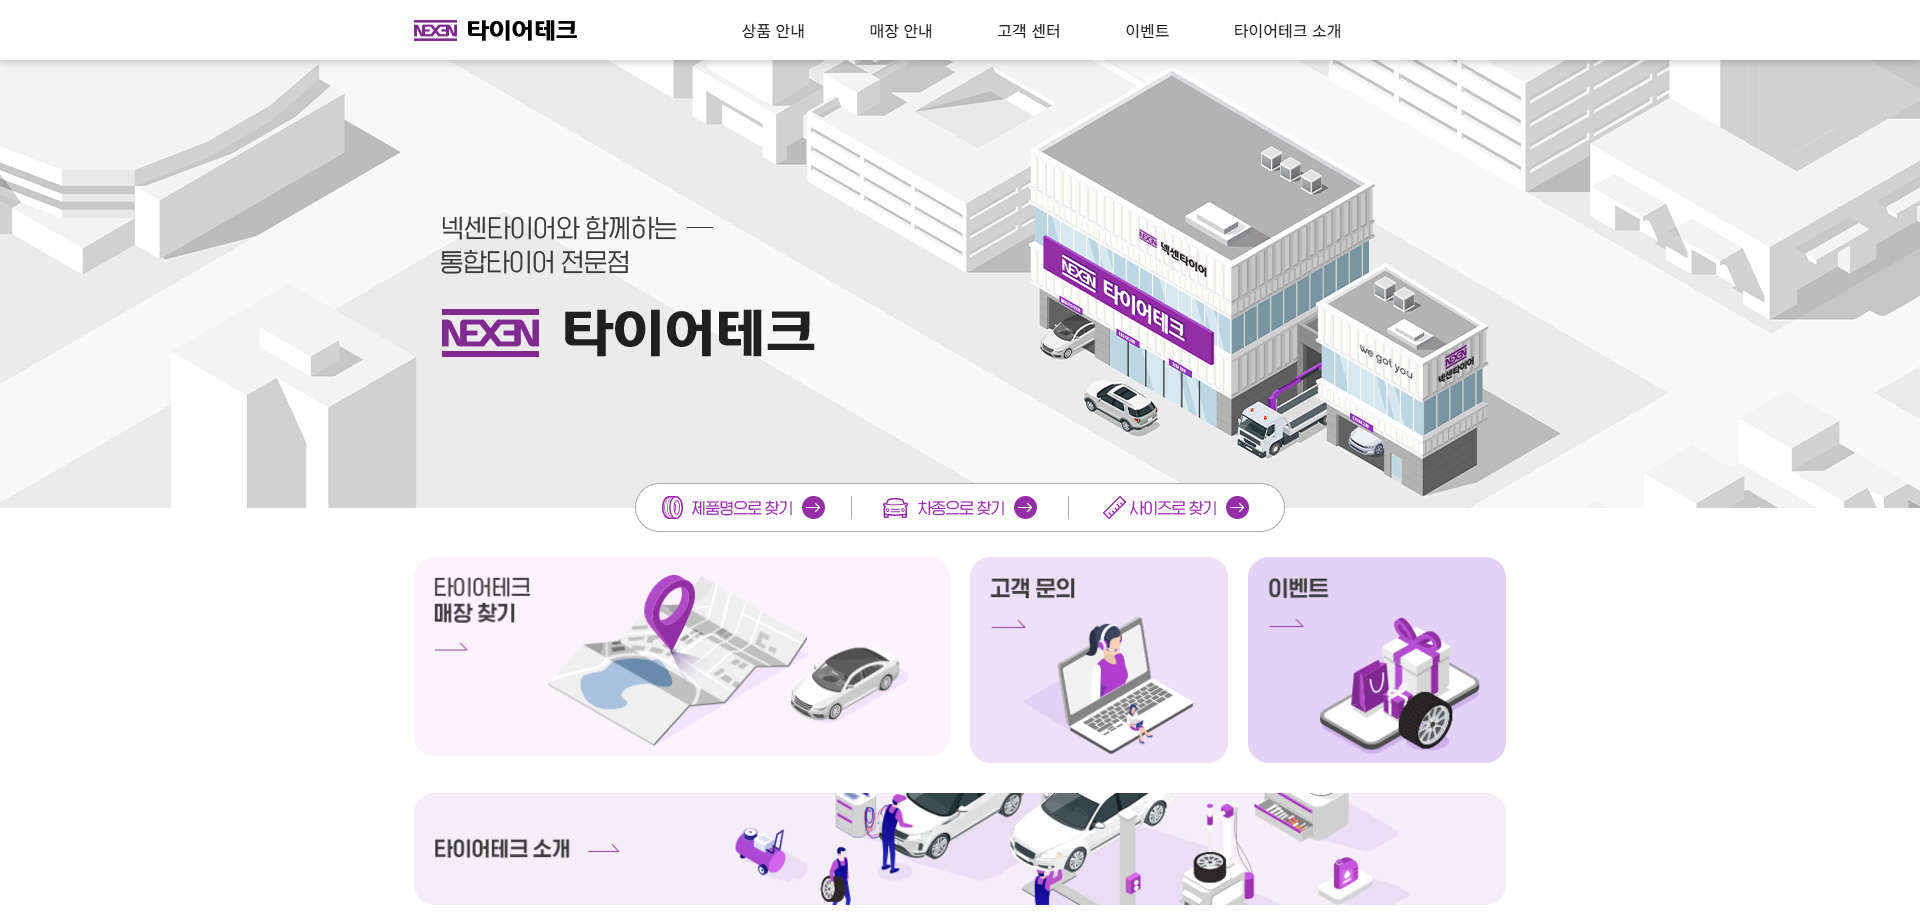 NEXEN 타이어테크
상품 안내
매장 안내
고객 센터
이벤트
타이어테크 소개
넥센타이어와 함께하는
통합타이어 전문점
NEXEN 타이어테크
NEXEN 넥센타이어
NEXEN 타이어테크
we got you
NEXEN
넥센타이어
제품명으로 찾기
차종으로 찾기
사이즈로 찾기
타이어테크
매장 찾기
고객 문의
이벤트
타이어테크 소개